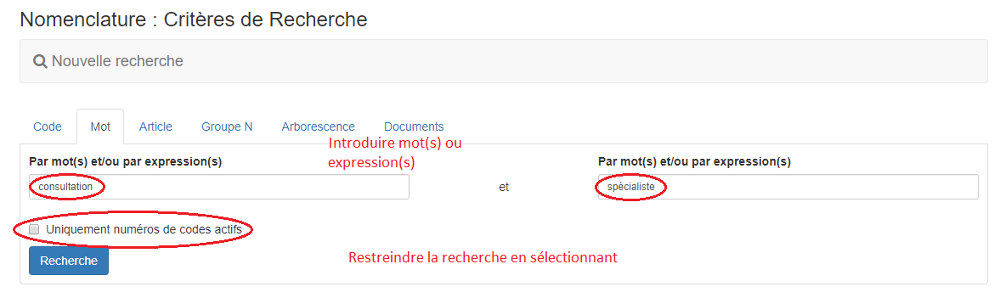 Nomenclature : Critères de Recherche
Nouvelle recherche
Code Mot Article Groupe N Arborescence Documents
Introduire mot(s) ou
expression(s)
Par mot(s) et/ou par expression(s) Par mot(s) et/ou par expression(s)
consultation et spécialiste
Uniquement numéros de codes actifs
Restreindre la recherche en sélectionnant
Recherche